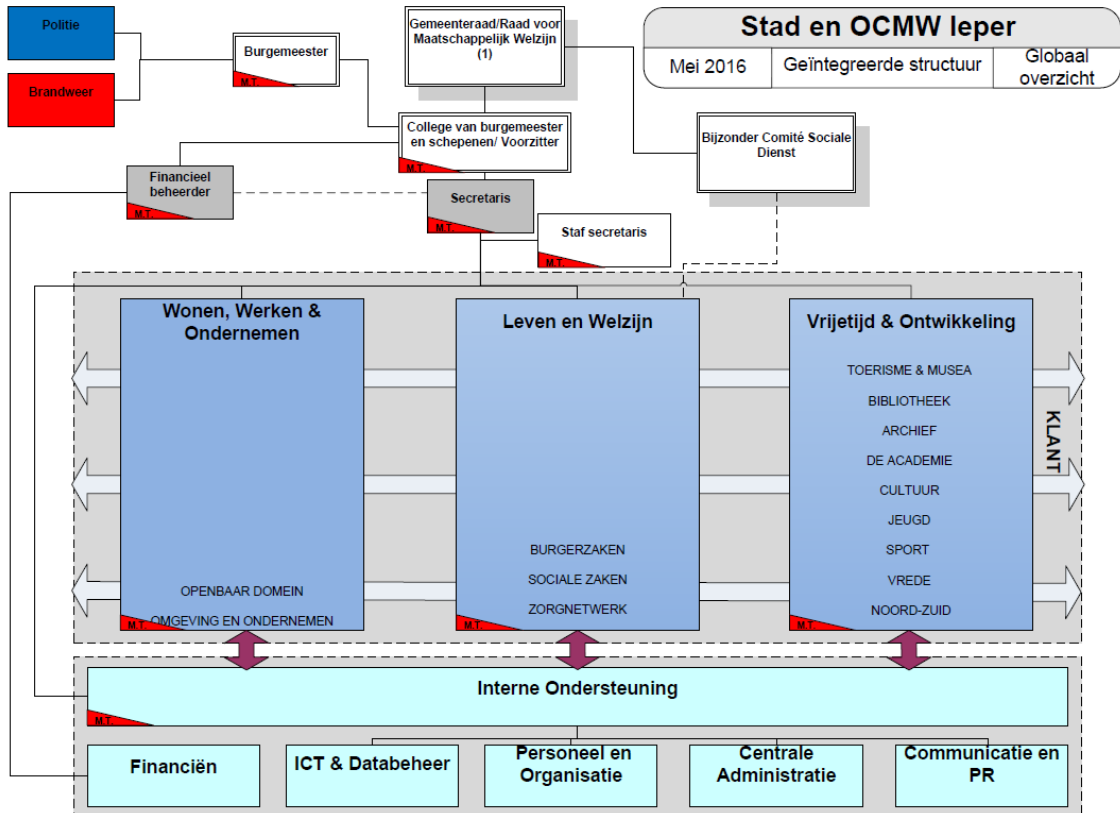 Politie
Brandweer
Burgemeester
M.T.
Gemeenteraad/Raad voor
Maatschappelijk Welzijn
(1)
Stad en OCMW Ieper
Mei 2016
Geïntegreerde structuur
Globaal
overzicht
College van burgemeester
en schepenen/ Voorzitter
M.T.
Bijzonder Comité Sociale
Dienst
Financieel
beheerder
M.T.
Secretaris
M.T.
Staf secretaris
M.T.
Wonen, Werken &
Ondernemen
OPENBAAR DOMEIN
OMGEVING EN ONDERNEMEN
M.T.
Leven en Welzijn
BURGERZAKEN
SOCIALE ZAKEN
ZORGNETWERK
M.T.
Vrijetijd & Ontwikkeling
TOERISME & MUSEA
BIBLIOTHEEK
ARCHIEF
DE ACADEMIE
CULTUUR
JEUGD
SPORT
VREDE
NOORD-ZUID
M.T.
KLANT
Interne Ondersteuning
M.T.
Financiën
ICT & Databeheer
Personeel en
Organisatie
Centrale
Administratie
Communicatie en
PR